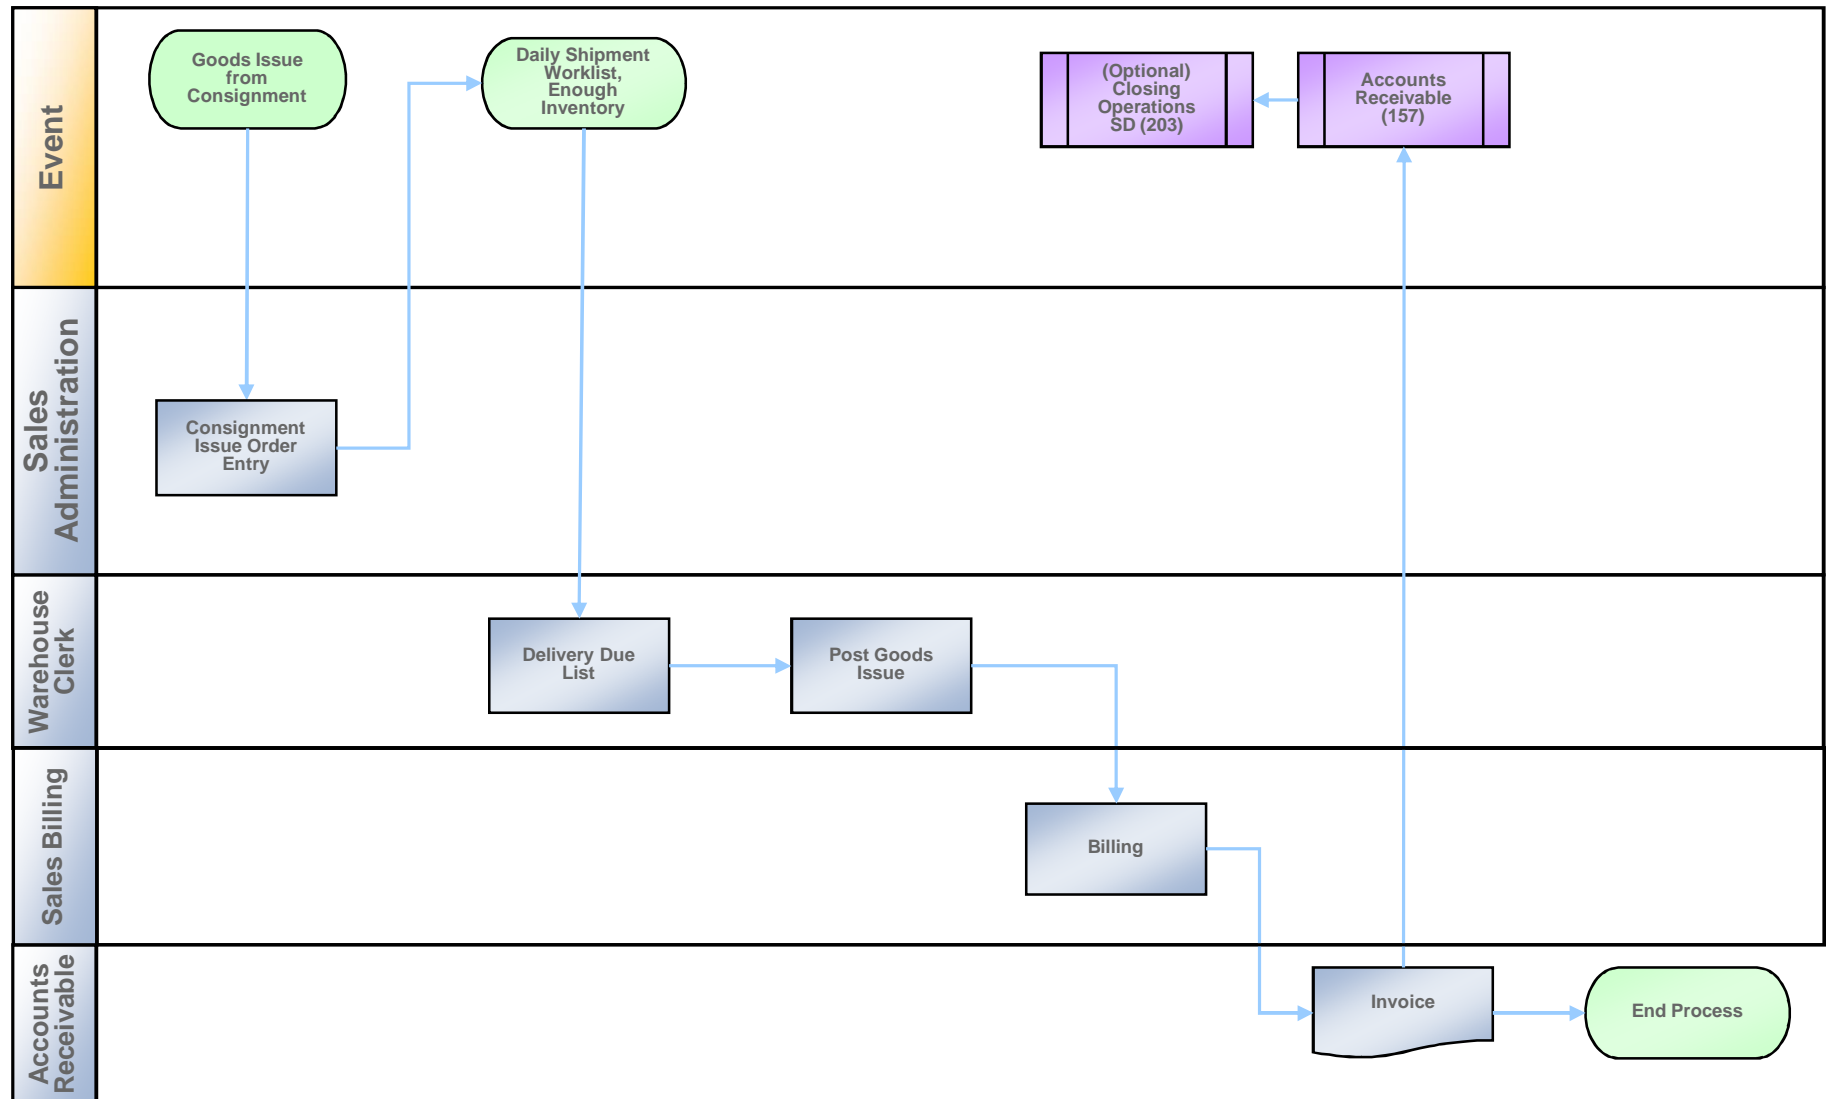 Event
Goods Issue
from
Consignment
Daily Shipment
Worklist,
Enough
Inventory
(Optional)
Closing
Operations
SD (203)
Accounts
Receivable
(157)
Sales
Administration
Consignment
Issue Order
Entry
Warehouse
Clerk
Delivery Due
List
Post Goods
Issue
Sales Billing
Billing
Accounts
Receivable
Invoice
End Process